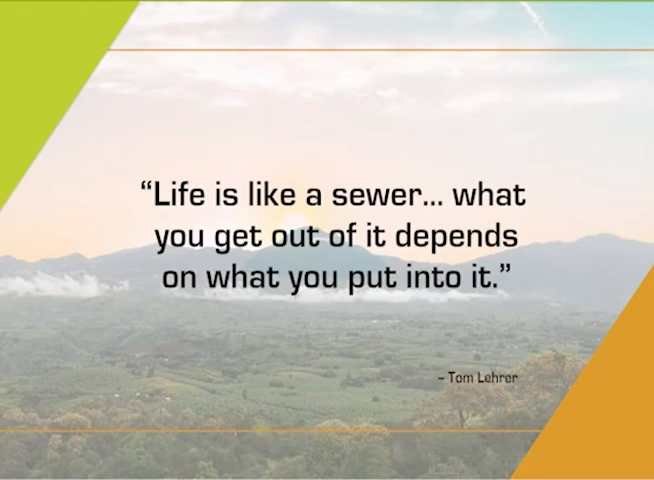 “Life is like a sewer... what
you get out of it depends
on what you put into it.”
– Tom Lehrer